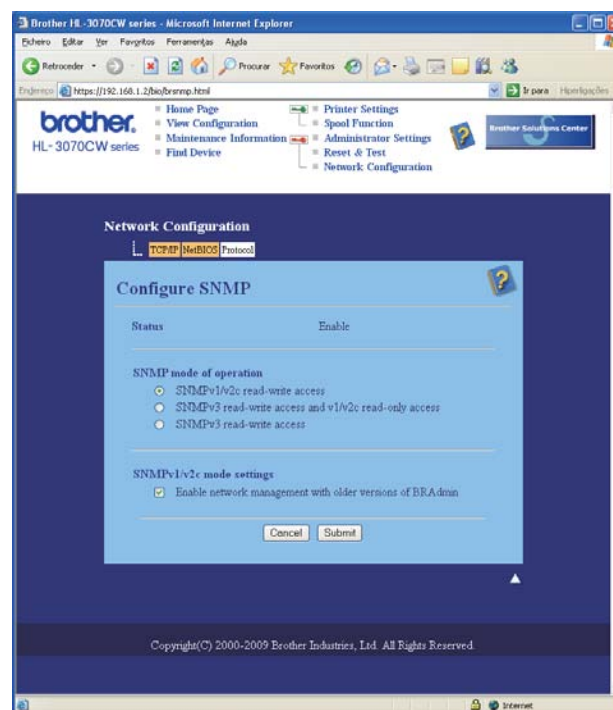 Brother HL-3070CW series - Microsoft Internet Explorer
Ficheiro Editar Ver Favoritos Ferramentas Ajuda
Retroceder Procurar Favoritos
Endereço https://192.168.1.2/bio/brsnmp.html Ir para Hiperligações
brother.
HL-3070CW series
Home Page
View Configuration
Maintenance Information
Find Device
Printer Settings
Spool Function
Administrator Settings
Reset & Test
Network Configuration
Brother Solutions Center
Network Configuration
TCP/IP NetBIOS Protocol
Configure SNMP
Status Enable
SNMP mode of operation
SNMPv1/v2c read-write access
SNMPv3 read-write access and v1/v2c read-only access
SNMPv3 read-write access
SNMPv1/v2c mode settings
Enable network management with older versions of BRAdmin
Cancel Submit
Copyright(C) 2000-2009 Brother Industries, Ltd. All Rights Reserved.
Internet